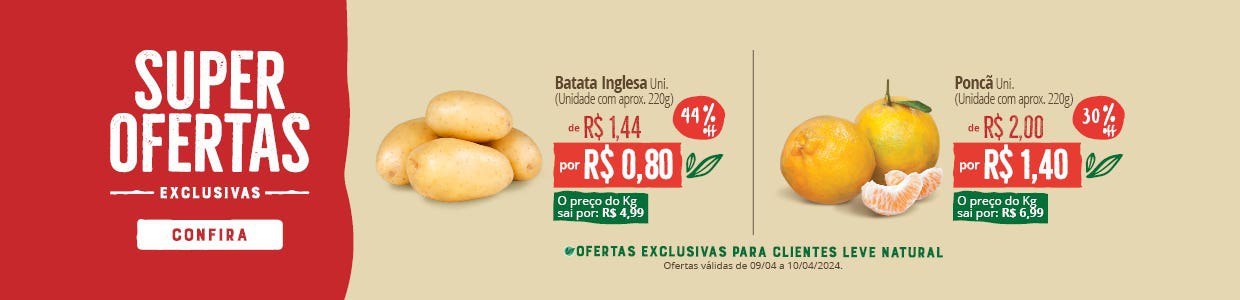 SUPER
OFERTAS
EXCLUSIVAS
CONFIRA
Batata Inglesa Uni.
(Unidade com aprox. 220g)
44% off
de R$ 1,44
por R$ 0,80
O preço do Kg
sai por: R$ 4,99
Poncã Uni.
(Unidade com aprox. 220g)
30% off
de R$ 2,00
por R$ 1,40
O preço do Kg
sai por: R$ 6,99
OFERTAS EXCLUSIVAS PARA CLIENTES LEVE NATURAL
Ofertas válidas de 09/04 a 10/04/2024.